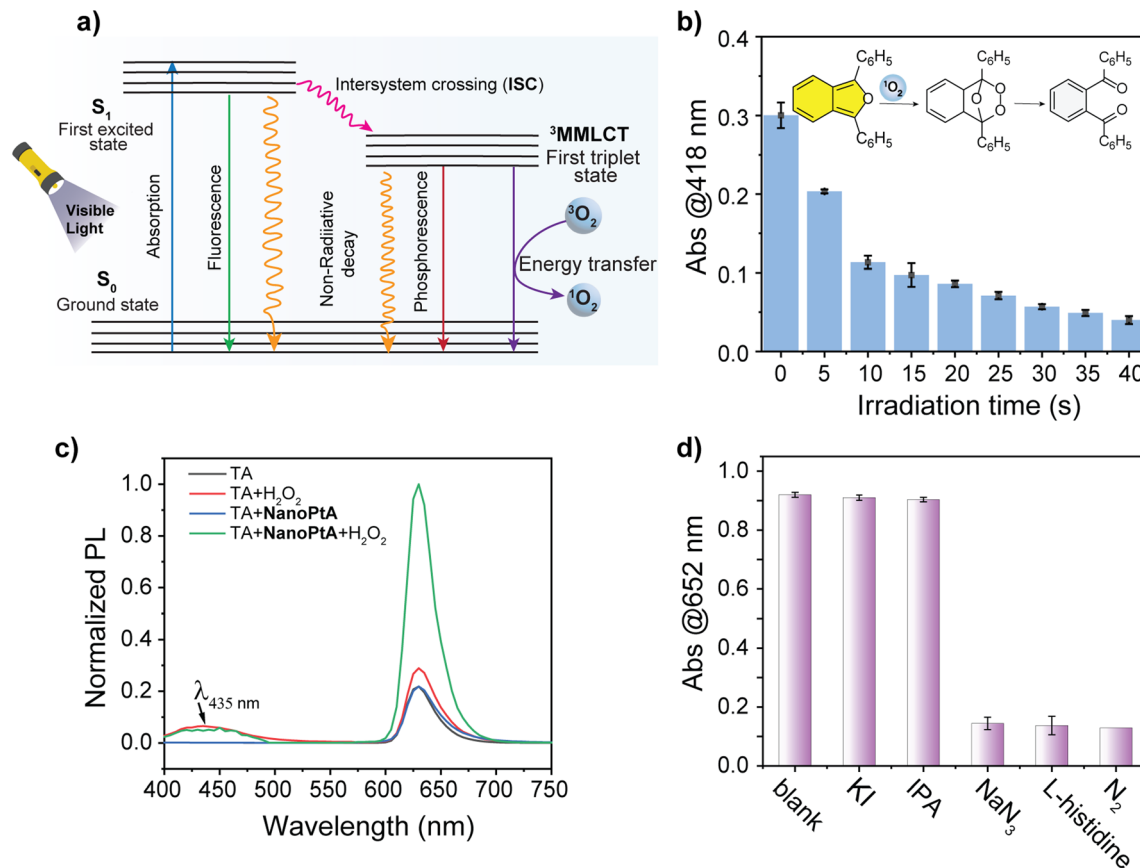 a)
S1
First excited
state
Visible
Light
Absorption
Fluorescence
Non-Radiiative
decay
Intersystem crossing (ISC)
3MMLCT
First triplet
state
Phosphorescence
3O2
Energy transfer
1O2
S0
Ground state
b)
Abs @418 nm
0.4
0.3
0.2
0.1
0.0
C6H5
O
C6H5
1O2
C6H5
O
O
O
C6H5
C6H5
O
O
C6H5
0 5 10 15 20 25 30 35 40
Irradiation time (s)
c)
Normalized PL
1.0
0.8
0.6
0.4
0.2
0.0
TA
TA+H2O2
TA+NanoPtA
TA+NanoPtA+H2O2
λ435 nm
400 450 500 550 600 650 700 750
Wavelength (nm)
d)
Abs @652 nm
1.0
0.8
0.6
0.4
0.2
0.0
blank
KI
IPA
NaN3
L-histidine
N2